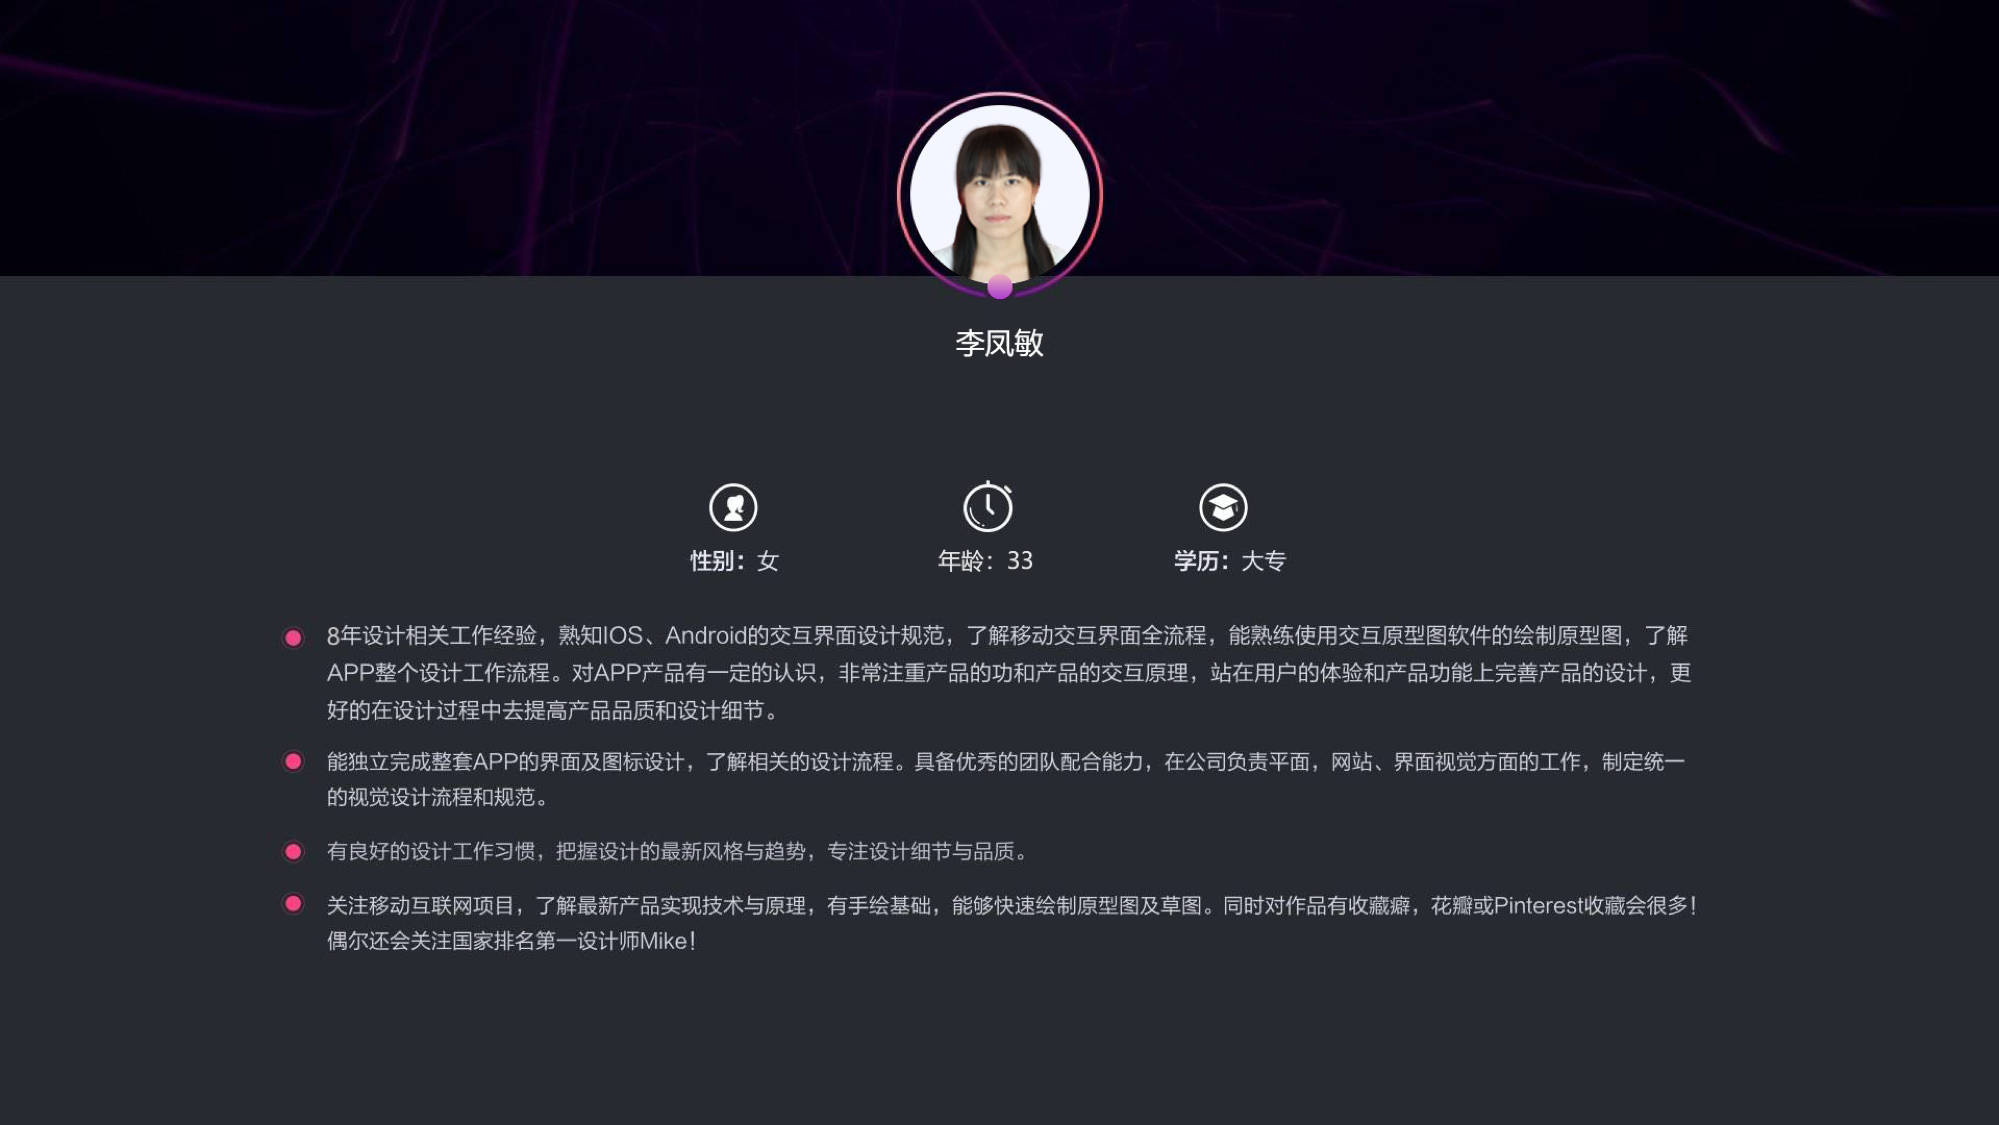 李凤敏
性别：女
年龄：33
学历：大专
8年设计相关工作经验，熟知IOS、Android的交互界面设计规范，了解移动交互界面全流程，能熟练使用交互原型图软件的绘制原型图，了解
APP整个设计工作流程。对APP产品有一定的认识，非常注重产品的功和产品的交互原理，站在用户的体验和产品功能上完善产品的设计，更
好的在设计过程中去提高产品品质和设计细节。
能独立完成整套APP的界面及图标设计，了解相关的设计流程。具备优秀的团队配合能力，在公司负责平面，网站、界面视觉方面的工作，制定统一
的视觉设计流程和规范。
有良好的设计工作习惯，把握设计的最新风格与趋势，专注设计细节与品质。
关注移动互联网项目，了解最新产品实现技术与原理，有手绘基础，能够快速绘制原型图及草图。同时对作品有收藏癖，花瓣或Pinterest收藏会很多！
偶尔还会关注国家排名第一设计师Mike！